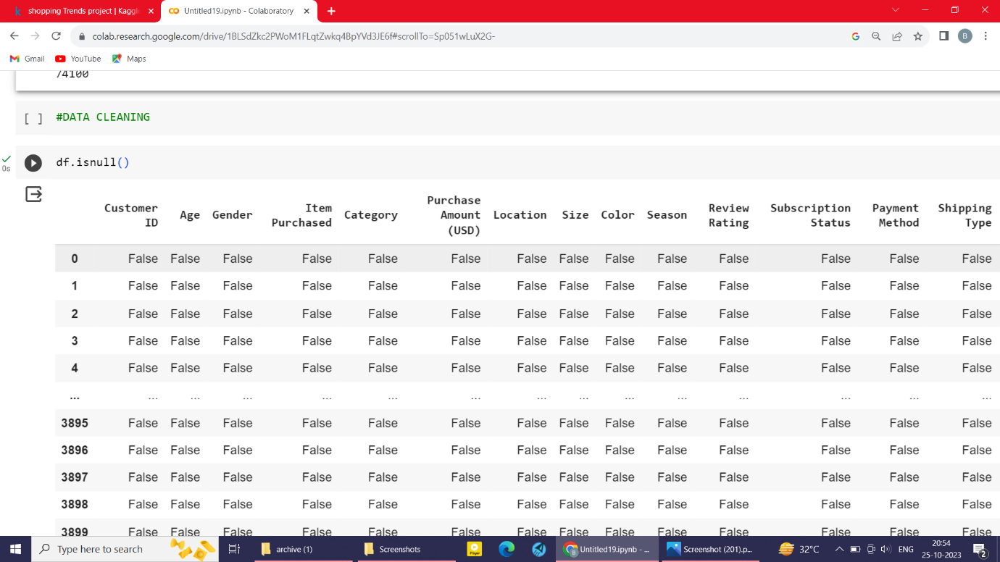 shopping Trends project | Kaggl
Untitled19.ipynb - Colaboratory
colab.research.google.com/drive/1BLSdZkc2PWoM1FLqtZwkq4BpYVd3JE6f#scrollTo=Sp051wLuX2G-
B
Gmail YouTube Maps
74100
[ ] #DATA CLEANING
0s
df.isnull()
Customer ID Age Gender Item Purchased Category Purchase Amount (USD) Location Size Color Season Review Rating Subscription Status Payment Method Shipping Type
0 False False False False False False False False False False False False False False
1 False False False False False False False False False False False False False False
2 False False False False False False False False False False False False False False
3 False False False False False False False False False False False False False False
4 False False False False False False False False False False False False False False
... ... ... ... ... ... ... ... ... ... ... ... ... ... ...
3895 False False False False False False False False False False False False False False
3896 False False False False False False False False False False False False False False
3897 False False False False False False False False False False False False False False
3898 False False False False False False False False False False False False False False
3899 False False False False False False False False False False False False False False
Type here to search
archive (1)
Screenshots
Untitled19.ipynb - ...
Screenshot (201).p...
32°C
ENG
20:54
25-10-2023
2